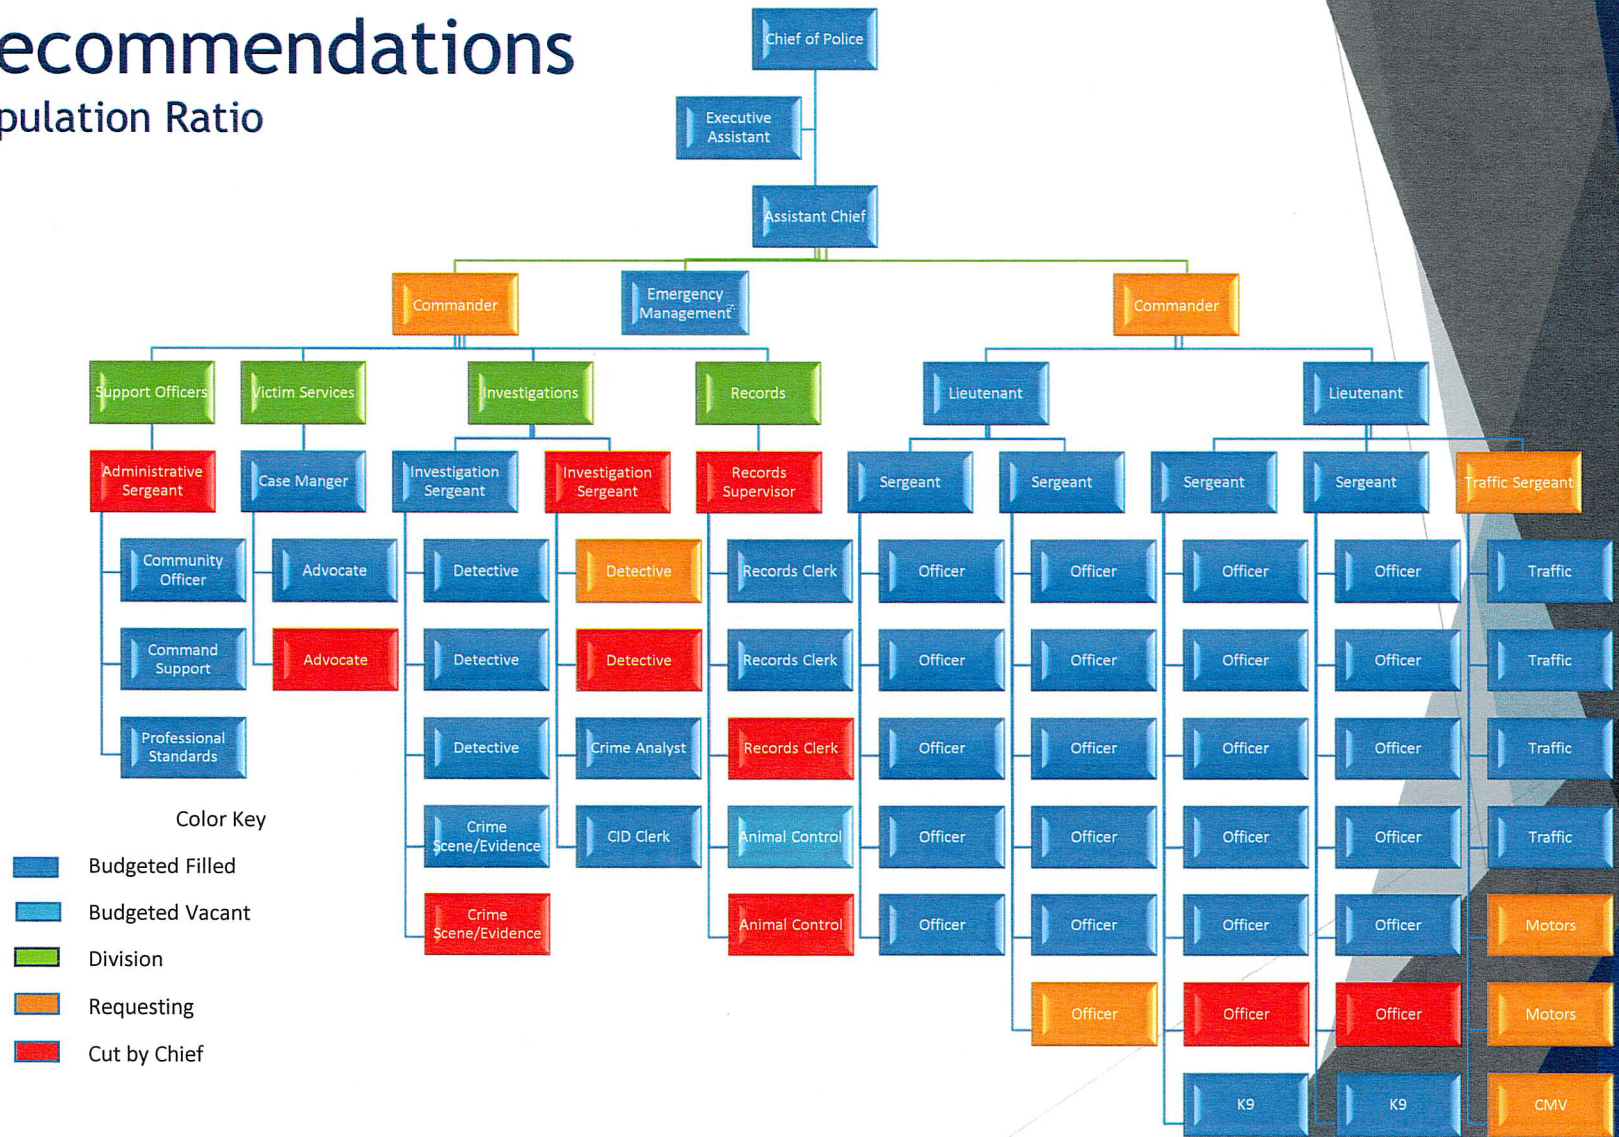 ecommendations
pulation Ratio
Chief of Police
Executive
Assistant
Assistant Chief
Commander
Emergency
Management
Commander
Support Officers
Victim Services
Investigations
Records
Lieutenant
Lieutenant
Administrative
Sergeant
Case Manger
Investigation
Sergeant
Investigation
Sergeant
Records
Supervisor
Sergeant
Sergeant
Sergeant
Sergeant
Traffic Sergeant
Community
Officer
Advocate
Detective
Detective
Records Clerk
Officer
Officer
Officer
Officer
Traffic
Command
Support
Advocate
Detective
Detective
Records Clerk
Officer
Officer
Officer
Officer
Traffic
Professional
Standards
Detective
Crime Analyst
Records Clerk
Officer
Officer
Officer
Officer
Traffic
Crime
Scene/Evidence
CID Clerk
Animal Control
Officer
Officer
Officer
Officer
Traffic
Crime
Scene/Evidence
Animal Control
Officer
Officer
Officer
Officer
Motors
Officer
Officer
Officer
Motors
K9
K9
CMV
Color Key
Budgeted Filled
Budgeted Vacant
Division
Requesting
Cut by Chief